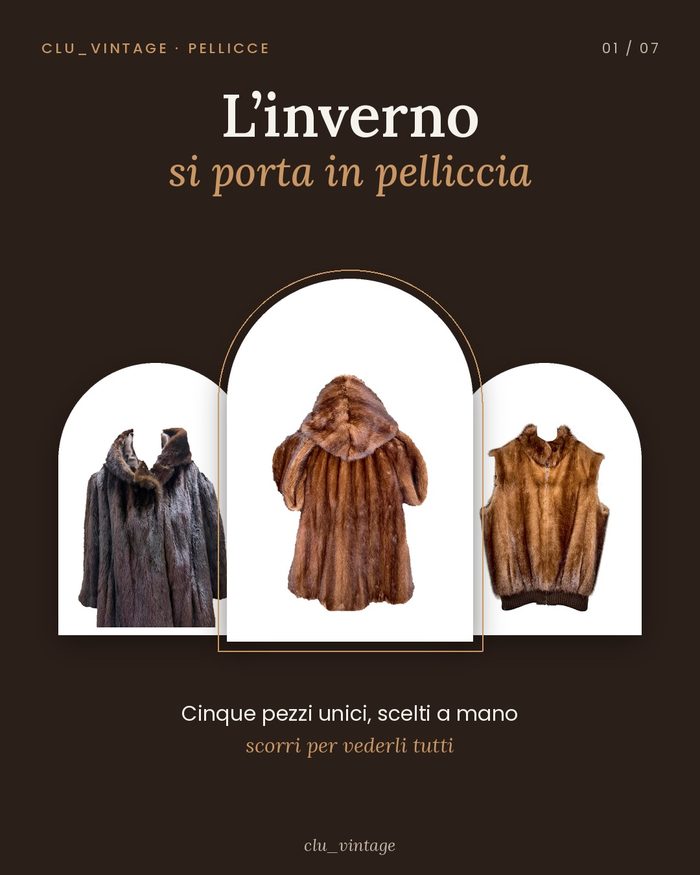 CLU_VINTAGE · PELLICCE
01 / 07
L’inverno
si porta in pelliccia
Cinque pezzi unici, scelti a mano
scorri per vederli tutti
clu_vintage